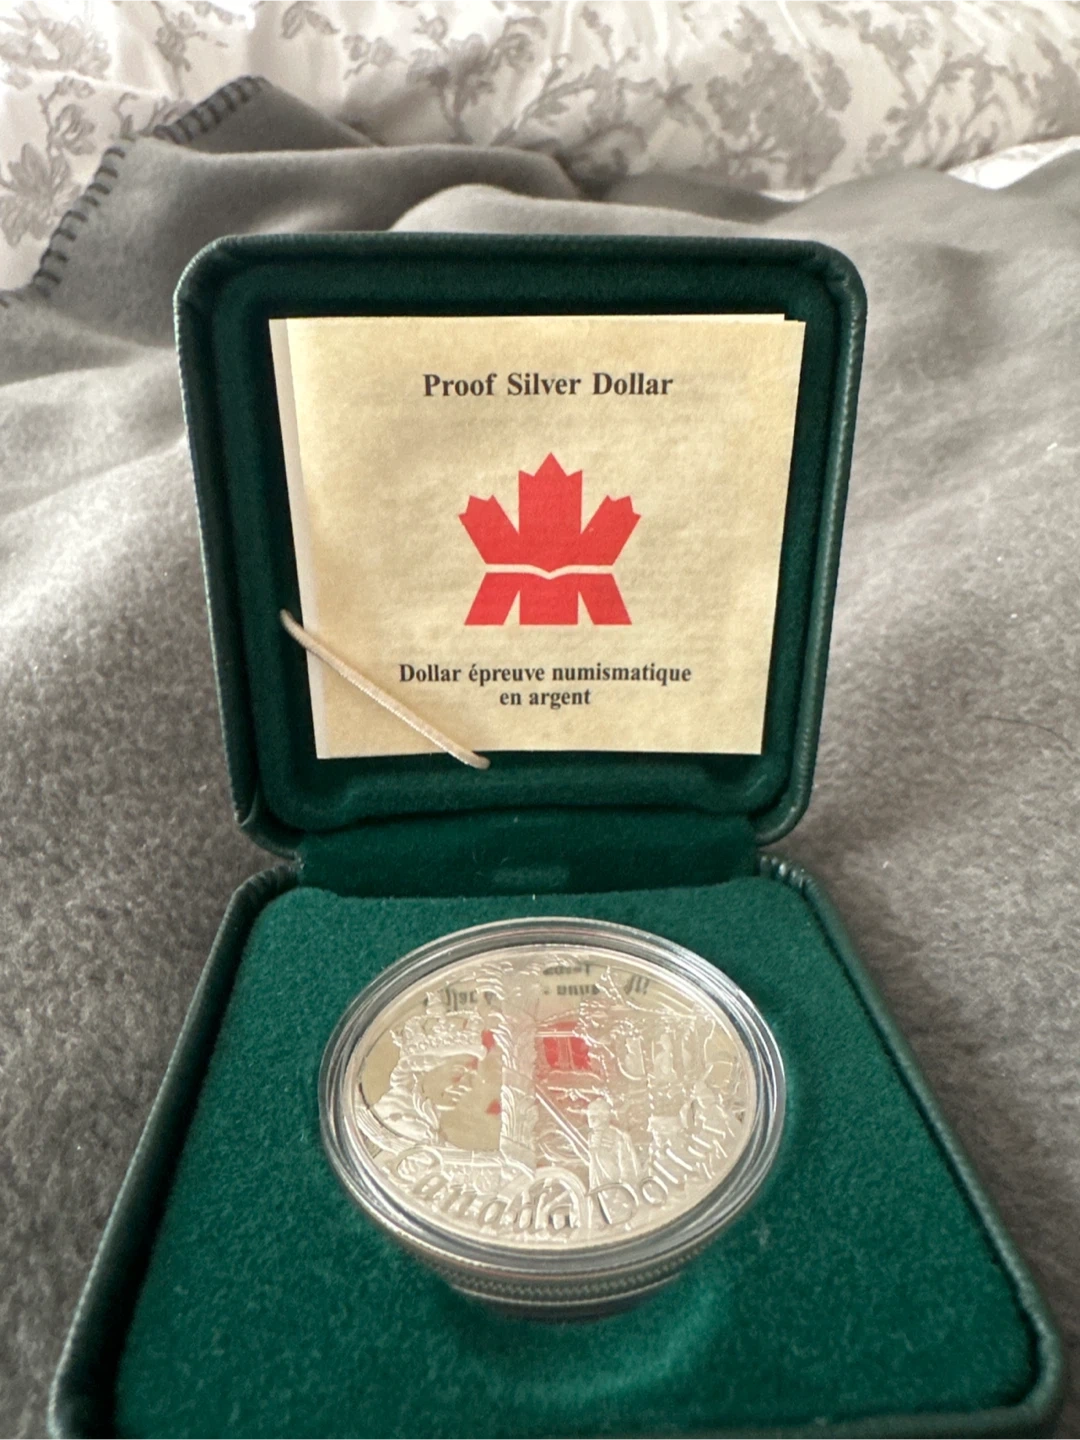 Proof Silver Dollar
Dollar épreuve numismatique
en argent
Canada Dollar